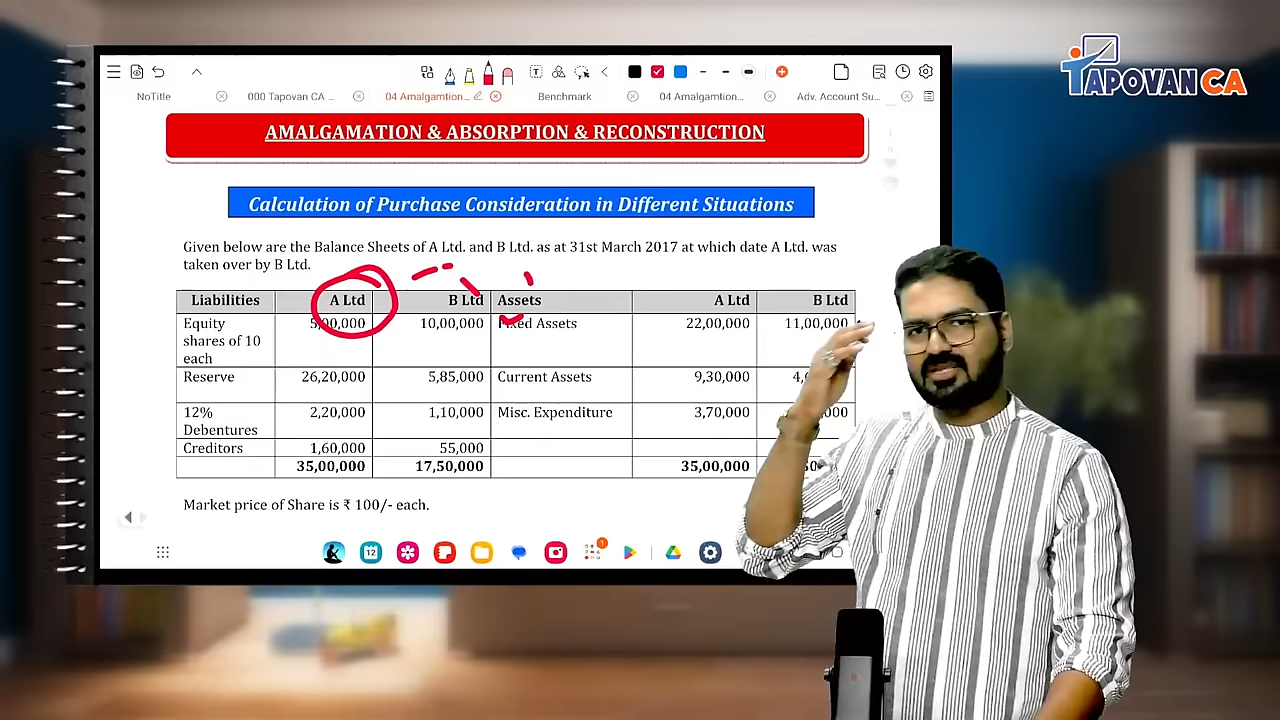 TAPOVAN CA
NoTitle
000 Tapovan CA ...
04 Amalgamtion...
Benchmark
04 Amalgamtion...
Adv. Account Su...
AMALGAMATION & ABSORPTION & RECONSTRUCTION
Calculation of Purchase Consideration in Different Situations
Given below are the Balance Sheets of A Ltd. and B Ltd. as at 31st March 2017 at which date A Ltd. was
taken over by B Ltd.
Liabilities A Ltd B Ltd Assets A Ltd B Ltd
Equity shares of 10 each 5,00,000 10,00,000 Fixed Assets 22,00,000 11,00,000
Reserve 26,20,000 5,85,000 Current Assets 9,30,000
12% Debentures 2,20,000 1,10,000 Misc. Expenditure 3,70,000
Creditors 1,60,000 55,000
35,00,000 17,50,000 35,00,000
Market price of Share is ₹ 100/- each.
12
1